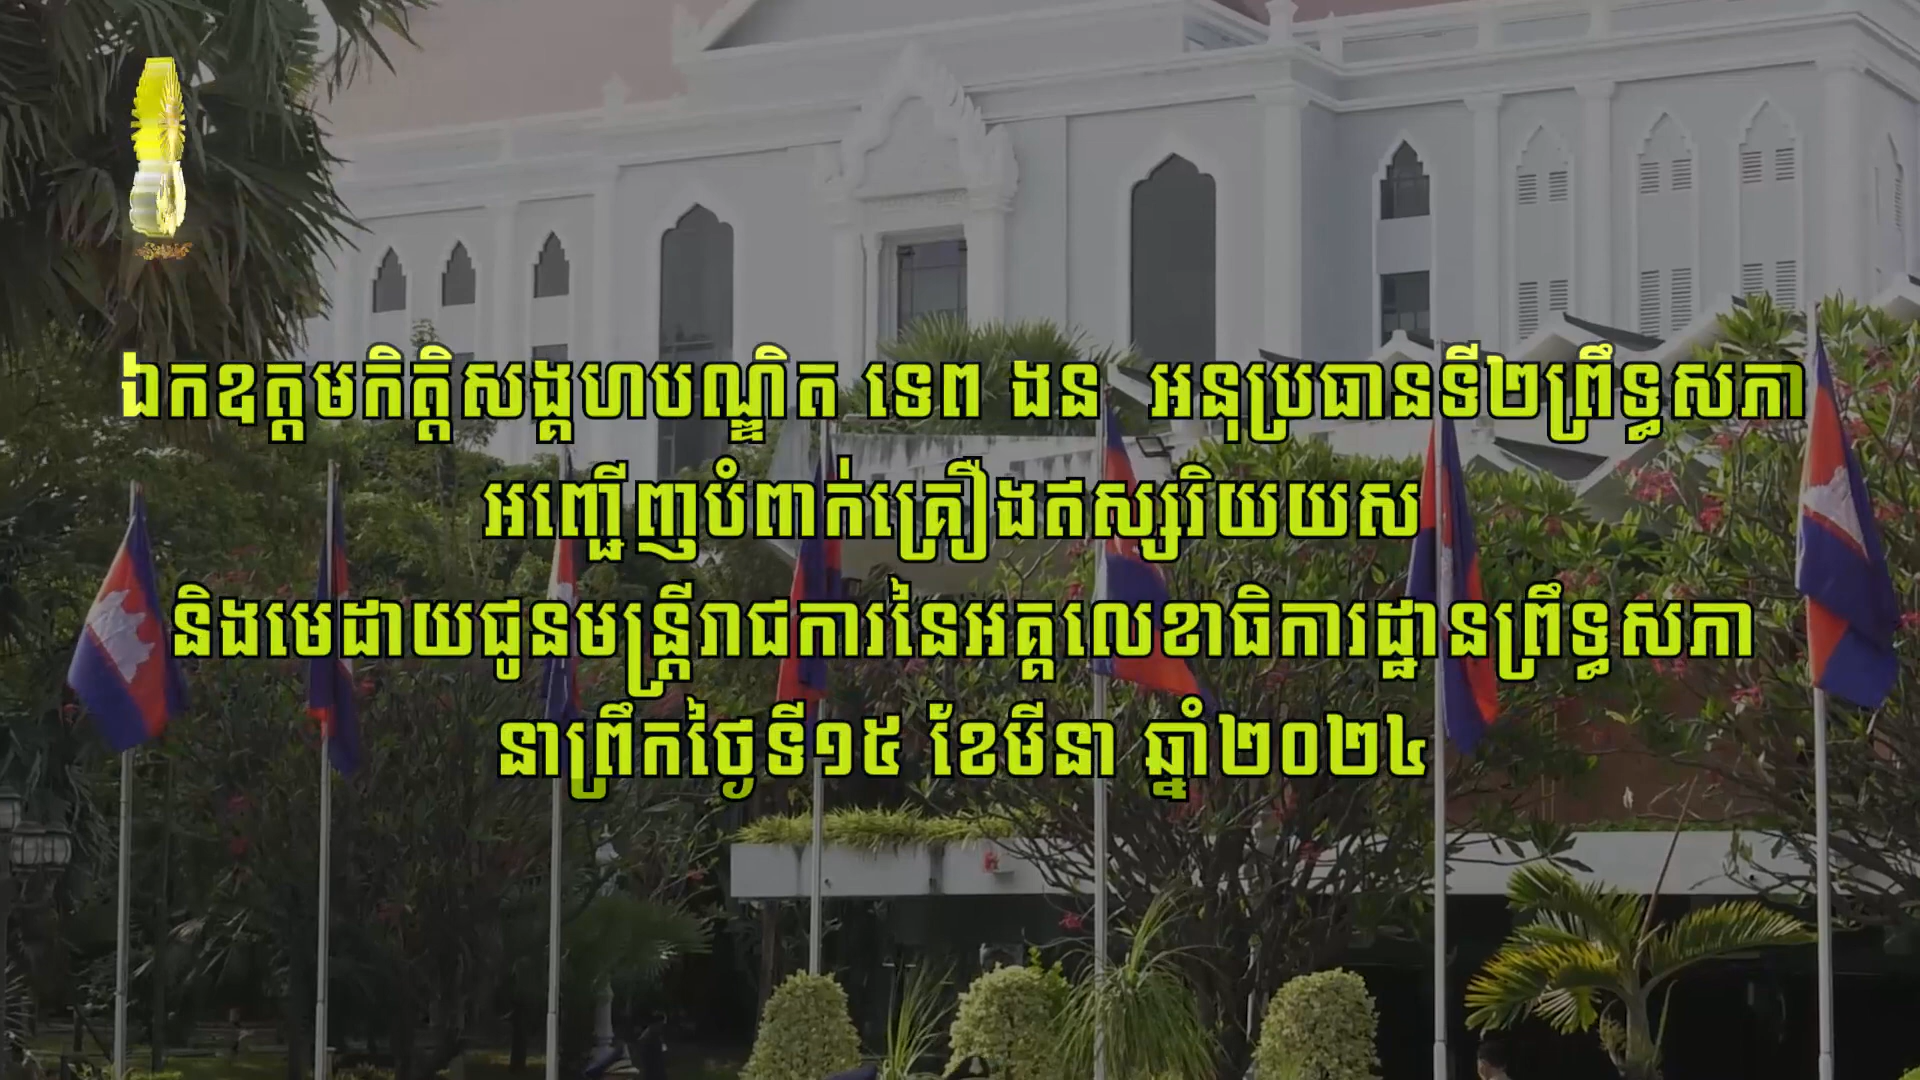 ឯកឧត្តមកិត្តិសង្គហបណ្ឌិត ទេព ងន អនុប្រធានទី២ព្រឹទ្ធសភា
អញ្ជើញបំពាក់គ្រឿងឥស្សរិយយស
និងមេដាយជូនមន្ត្រីរាជការនៃអគ្គលេខាធិការដ្ឋានព្រឹទ្ធសភា
នាព្រឹកថ្ងៃទី១៥ ខែមីនា ឆ្នាំ២០២៤